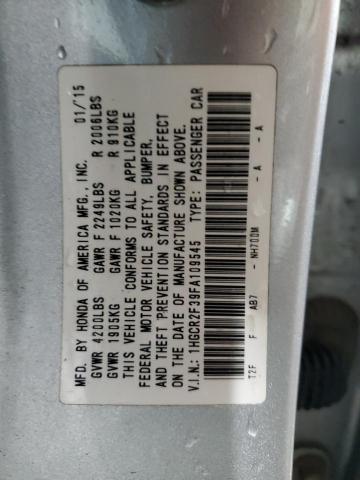 MFD. BY HONDA OF AMERICA MFG., INC. 01/15
GVWR 4200LBS GAWR F 2249LBS R 2006LBS
GVWR 1905KG GAWR F 1020KG R 910KG
THIS VEHICLE CONFORMS TO ALL APPLICABLE
FEDERAL MOTOR VEHICLE SAFETY, BUMPER,
AND THEFT PREVENTION STANDARDS IN EFFECT
ON THE DATE OF MANUFACTURE SHOWN ABOVE.
V.I.N.: 1HGCR2F39FA109545 TYPE: PASSENGER CAR
T2F F AB7 - NH700M - A - A